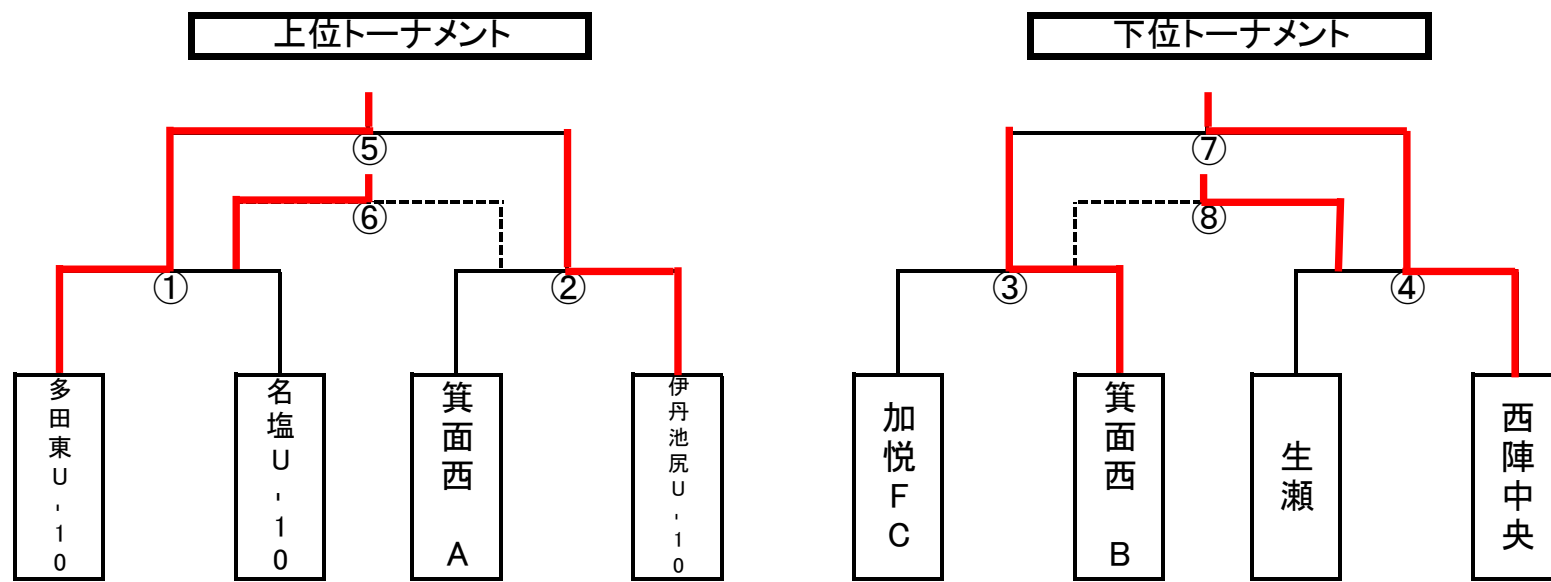 上位トーナメント
下位トーナメント
⑤
⑦
⑥
⑧
①
②
③
④
多田東U-10
名塩U-10
箕面西 A
伊丹池尻U-10
加悦FC
箕面西 B
生瀬
西陣中央